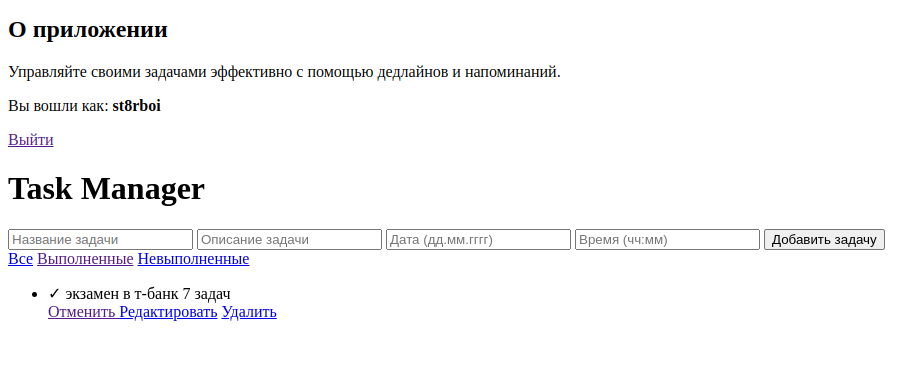 О приложении
Управляйте своими задачами эффективно с помощью дедлайнов и напоминаний.
Вы вошли как: st8rboi
Выйти
Task Manager
Название задачи Описание задачи Дата (дд.мм.гггг) Время (чч:мм) Добавить задачу
Все Выполненные Невыполненные
• ✓ экзамен в т-банк 7 задач
Отменить Редактировать Удалить